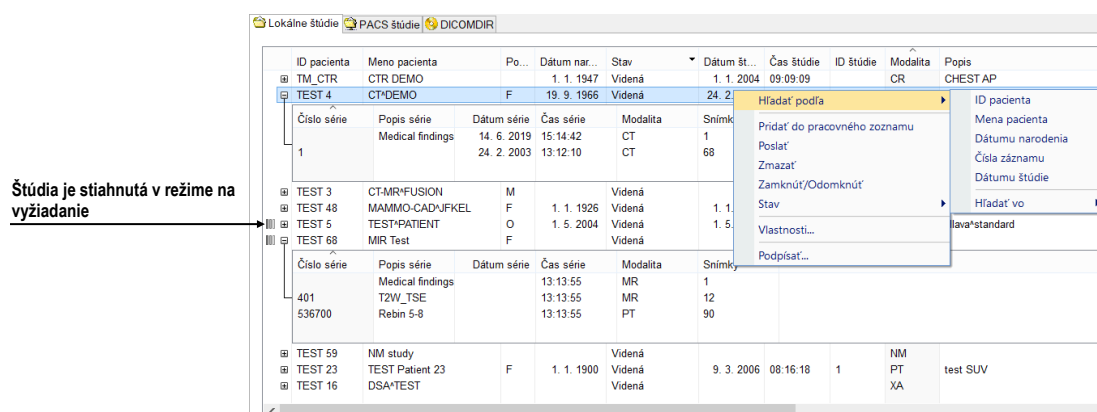 Lokálne štúdie PACS štúdie DICOMDIR
ID pacienta Meno pacienta Po... Dátum nar... Stav Dátum št... Čas štúdie ID štúdie Modalita Popis
TM_CTR CTR DEMO 1. 1. 1947 Videná 1. 1. 2004 09:09:09 CR CHEST AP
TEST 4 CT^DEMO F 19. 9. 1966 Videná 24. 2.
Číslo série Popis série Dátum série Čas série Modalita Snímky
Medical findings 14. 6. 2019 15:14:42 CT 1
1 24. 2. 2003 13:12:10 CT 68
Hľadať podľa
Pridať do pracovného zoznamu
Poslať
Zmazať
Zamknúť/Odomknúť
Stav
Vlastnosti...
Podpísať...
ID pacienta
Mena pacienta
Dátumu narodenia
Čísla záznamu
Dátumu štúdie
Hľadať vo
Štúdia je stiahnutá v režime na
vyžiadanie
TEST 3 CT-MR^FUSION M Videná
TEST 48 MAMMO-CAD^JFKEL F 1. 1. 1926 Videná 1. 1.
TEST 5 TEST^PATIENT O 1. 5. 2004 Videná 1. 5. lava^standard
TEST 68 MIR Test F Videná
Číslo série Popis série Dátum série Čas série Modalita Snímky
Medical findings 13:13:55 MR 1
401 T2W_TSE 13:13:55 MR 12
536700 Rebin 5-8 13:13:55 PT 90
TEST 59 NM study Videná NM
TEST 23 TEST Patient 23 F 1. 1. 1900 Videná 9. 3. 2006 08:16:18 1 PT test SUV
TEST 16 DSA^TEST Videná XA